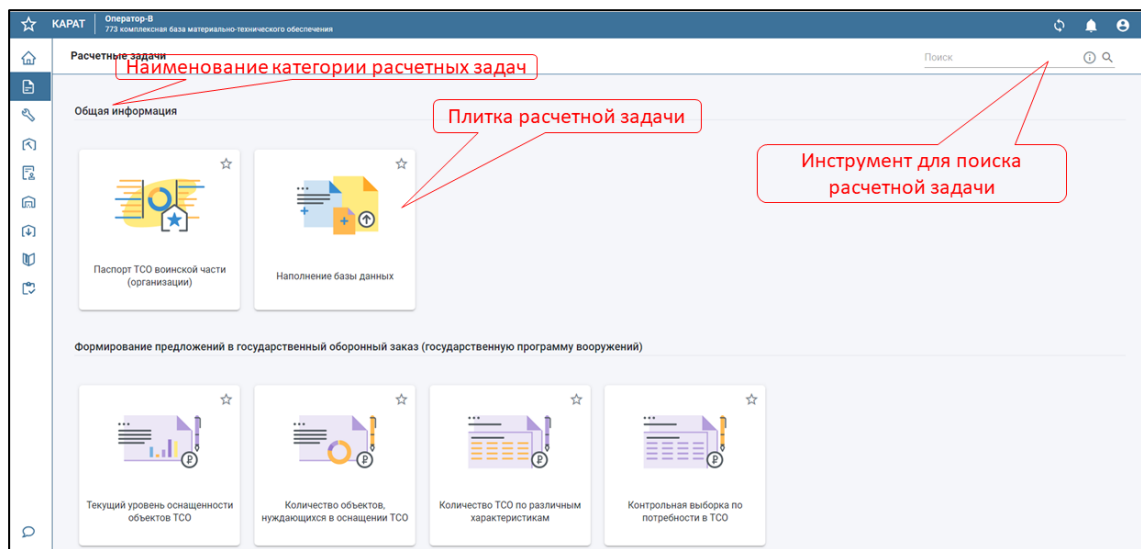 КАРАТ
Оператор-В
773 комплексная база материально-технического обеспечения
Расчетные задачи
Поиск
Наименование категории расчетных задач
Общая информация
Плитка расчетной задачи
Инструмент для поиска
расчетной задачи
Паспорт ТСО воинской части
(организации)
Наполнение базы данных
Формирование предложений в государственный оборонный заказ (государственную программу вооружений)
Текущий уровень оснащенности
объектов ТСО
Количество объектов,
нуждающихся в оснащении ТСО
Количество ТСО по различным
характеристикам
Контрольная выборка по
потребности в ТСО